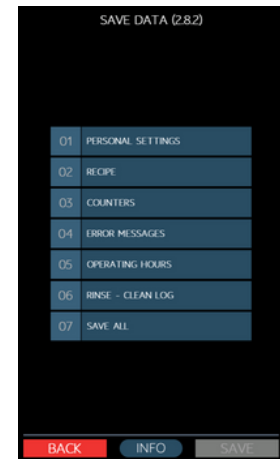 SAVE DATA (2.8.2)
01 PERSONAL SETTINGS
02 RECIPE
03 COUNTERS
04 ERROR MESSAGES
05 OPERATING HOURS
06 RINSE - CLEAN LOG
07 SAVE ALL
BACK INFO SAVE